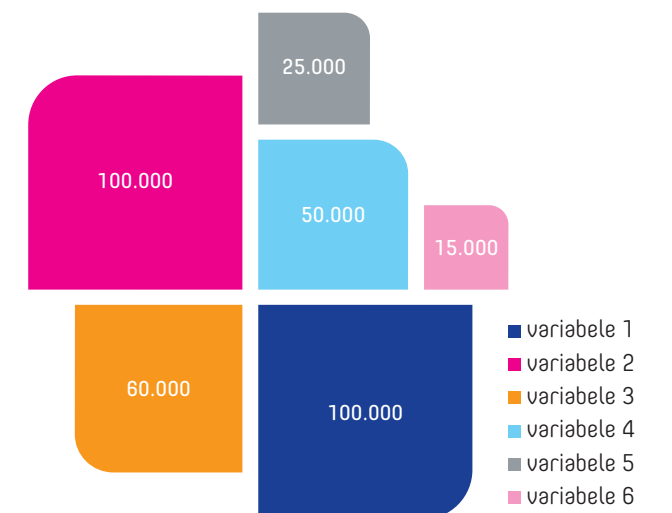 25.000
100.000
50.000
15.000
60.000
100.000
variabele 1
variabele 2
variabele 3
variabele 4
variabele 5
variabele 6